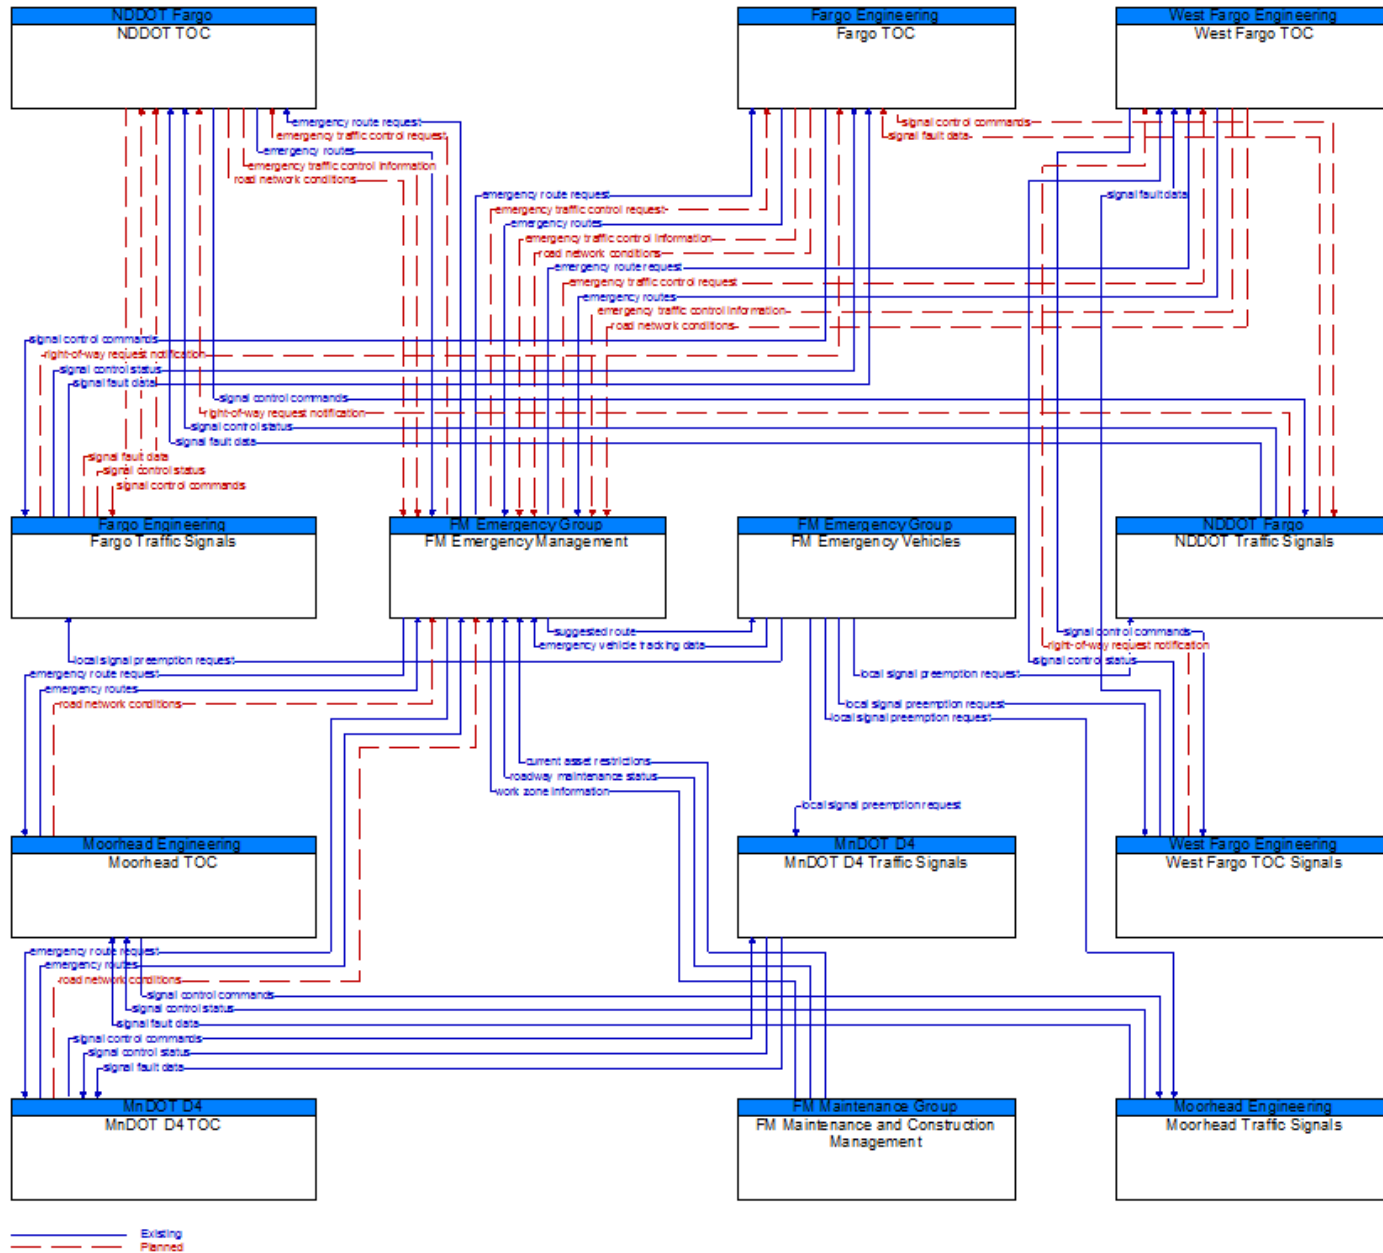 NDDOT Fargo
NDDOT TOC
Fargo Engineering
Fargo TOC
West Fargo Engineering
West Fargo TOC
emergency route request
emergency traffic control request
emergency routes
emergency traffic control information
road network conditions
signal control commands
signal fault data
emergency route request
emergency traffic control request
emergency routes
emergency traffic control information
road network conditions
signal fault data
emergency route request
emergency traffic control request
emergency routes
emergency traffic control information
road network conditions
signal control commands
right-of-way request notification
signal control status
signal fault data
signal control commands
right-of-way request notification
signal control status
signal fault data
signal fault data
signal control status
signal control commands
Fargo Engineering
Fargo Traffic Signals
FM Emergency Group
FM Emergency Management
FM Emergency Group
FM Emergency Vehicles
NDDOT Fargo
NDDOT Traffic Signals
suggested route
emergency vehicle tracking data
signal control commands
right-of-way request notification
signal control status
local signal preemption request
emergency route request
emergency routes
road network conditions
local signal preemption request
local signal preemption request
local signal preemption request
current asset restrictions
roadway maintenance status
work zone information
local signal preemption request
Moorhead Engineering
Moorhead TOC
MnDOT D4
MnDOT D4 Traffic Signals
West Fargo Engineering
West Fargo TOC Signals
emergency route request
emergency routes
road network conditions
signal control commands
signal control status
signal fault data
signal control commands
signal control status
signal fault data
MnDOT D4
MnDOT D4 TOC
FM Maintenance Group
FM Maintenance and Construction
Management
Moorhead Engineering
Moorhead Traffic Signals
Existing
Planned